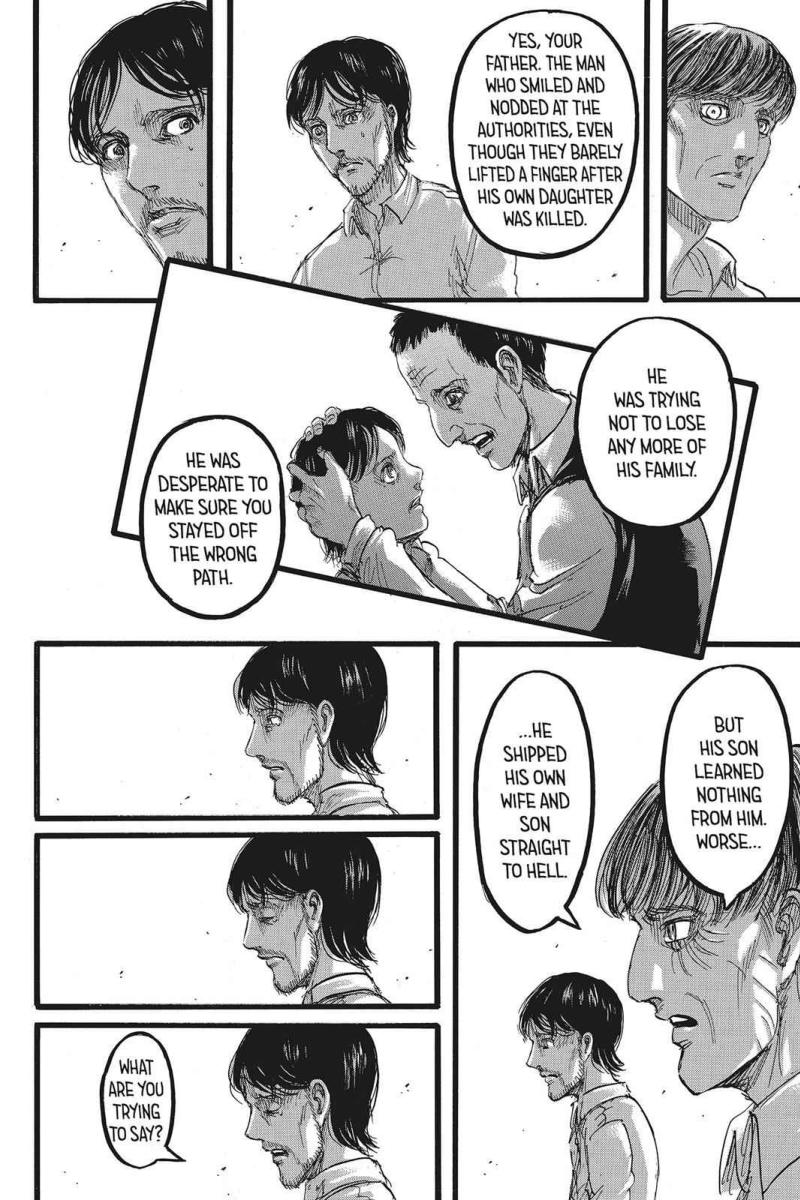 YES, YOUR
FATHER. THE MAN
WHO SMILED AND
NODDED AT THE
AUTHORITIES, EVEN
THOUGH THEY BARELY
LIFTED A FINGER AFTER
HIS OWN DAUGHTER
WAS KILLED.
HE
WAS TRYING
NOT TO LOSE
ANY MORE OF
HIS FAMILY.
HE WAS
DESPERATE TO
MAKE SURE YOU
STAYED OFF
THE WRONG
PATH.
BUT
HIS SON
LEARNED
NOTHING
FROM HIM.
WORSE...
...HE
SHIPPED
HIS OWN
WIFE AND
SON
STRAIGHT
TO HELL.
WHAT
ARE YOU
TRYING
TO SAY?